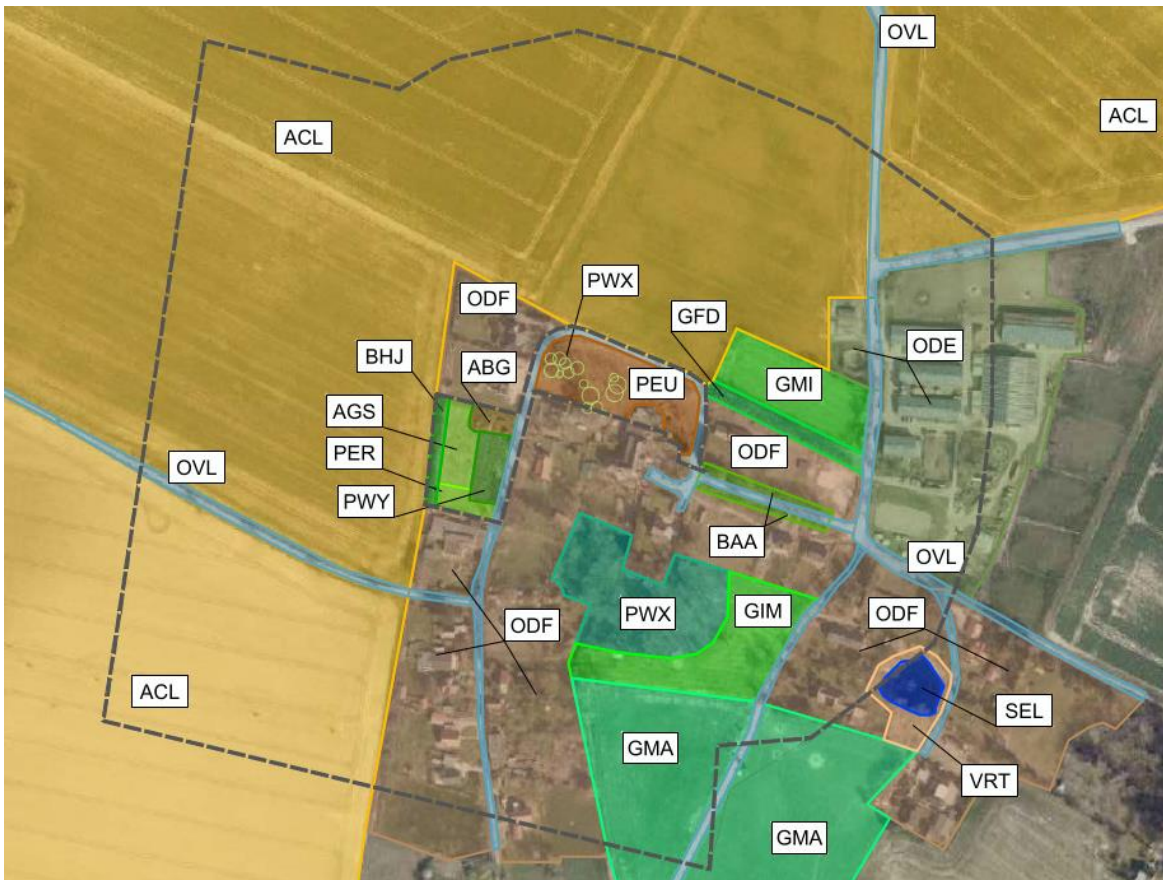 OVL
ACL
ACL
PWX
ODF
GFD
BHJ
ABG
ODE
PEU
GMI
AGS
PER
ODF
OVL
PWY
BAA
OVL
PWX
GIM
ODF
ODF
ACL
SEL
GMA
VRT
GMA